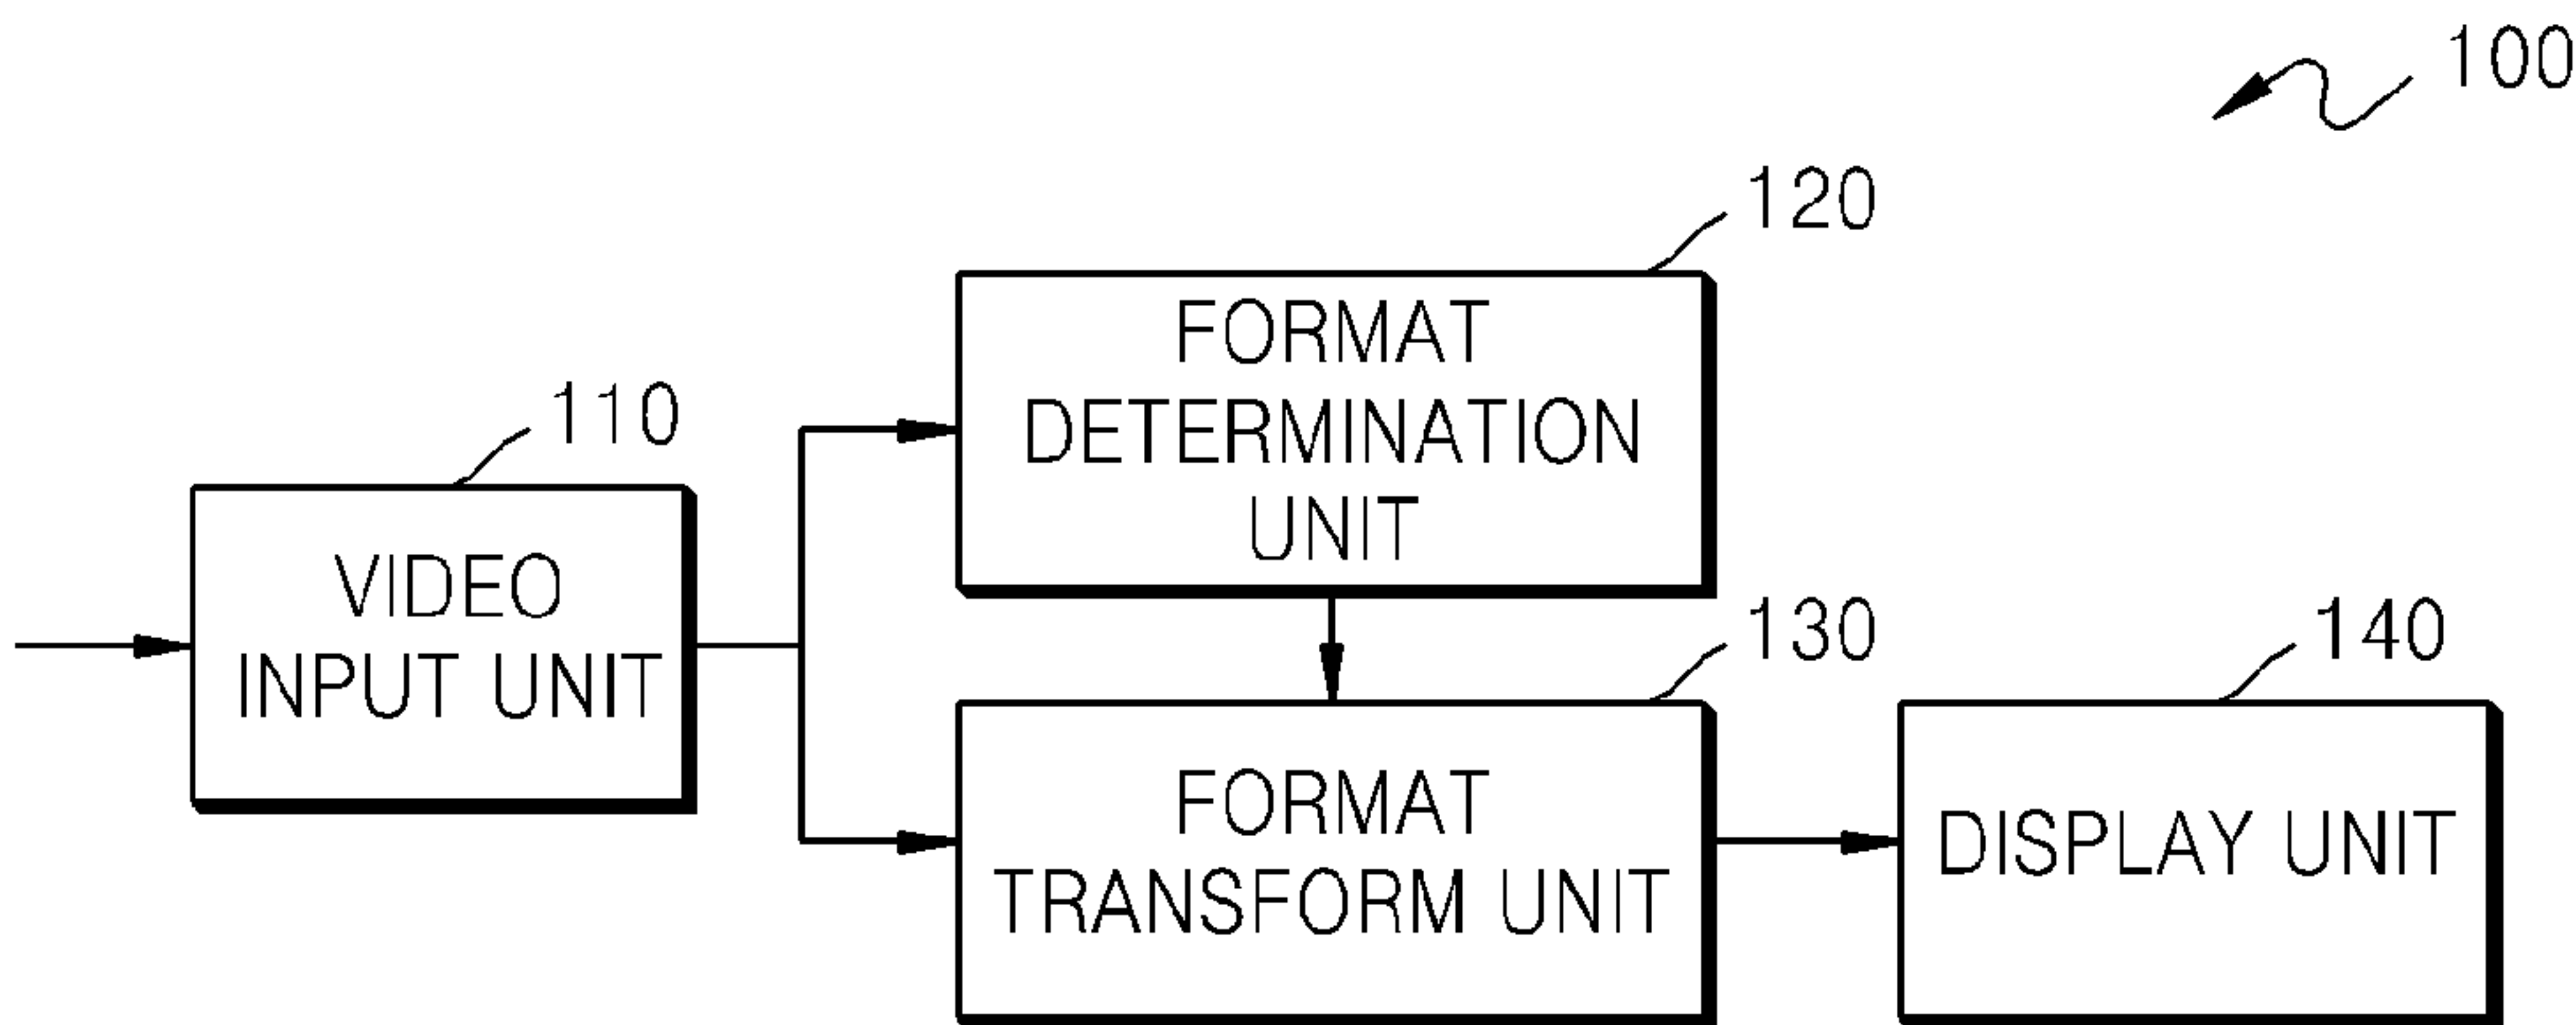 100
120
FORMAT
DETERMINATION
UNIT
110
VIDEO
INPUT UNIT
130
FORMAT
TRANSFORM UNIT
140
DISPLAY UNIT